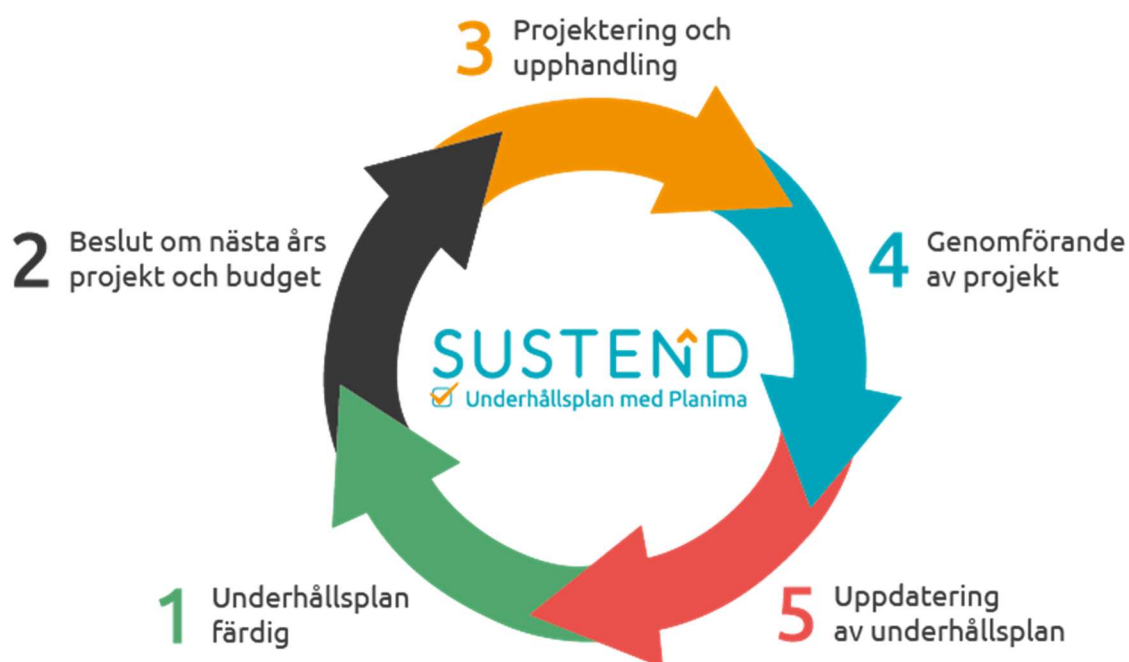 3 Projektering och
upphandling
2 Beslut om nästa års
projekt och budget
4 Genomförande
av projekt
SUSTEND
Underhållsplan med Planima
1 Underhållsplan
färdig
5 Uppdatering
av underhållsplan